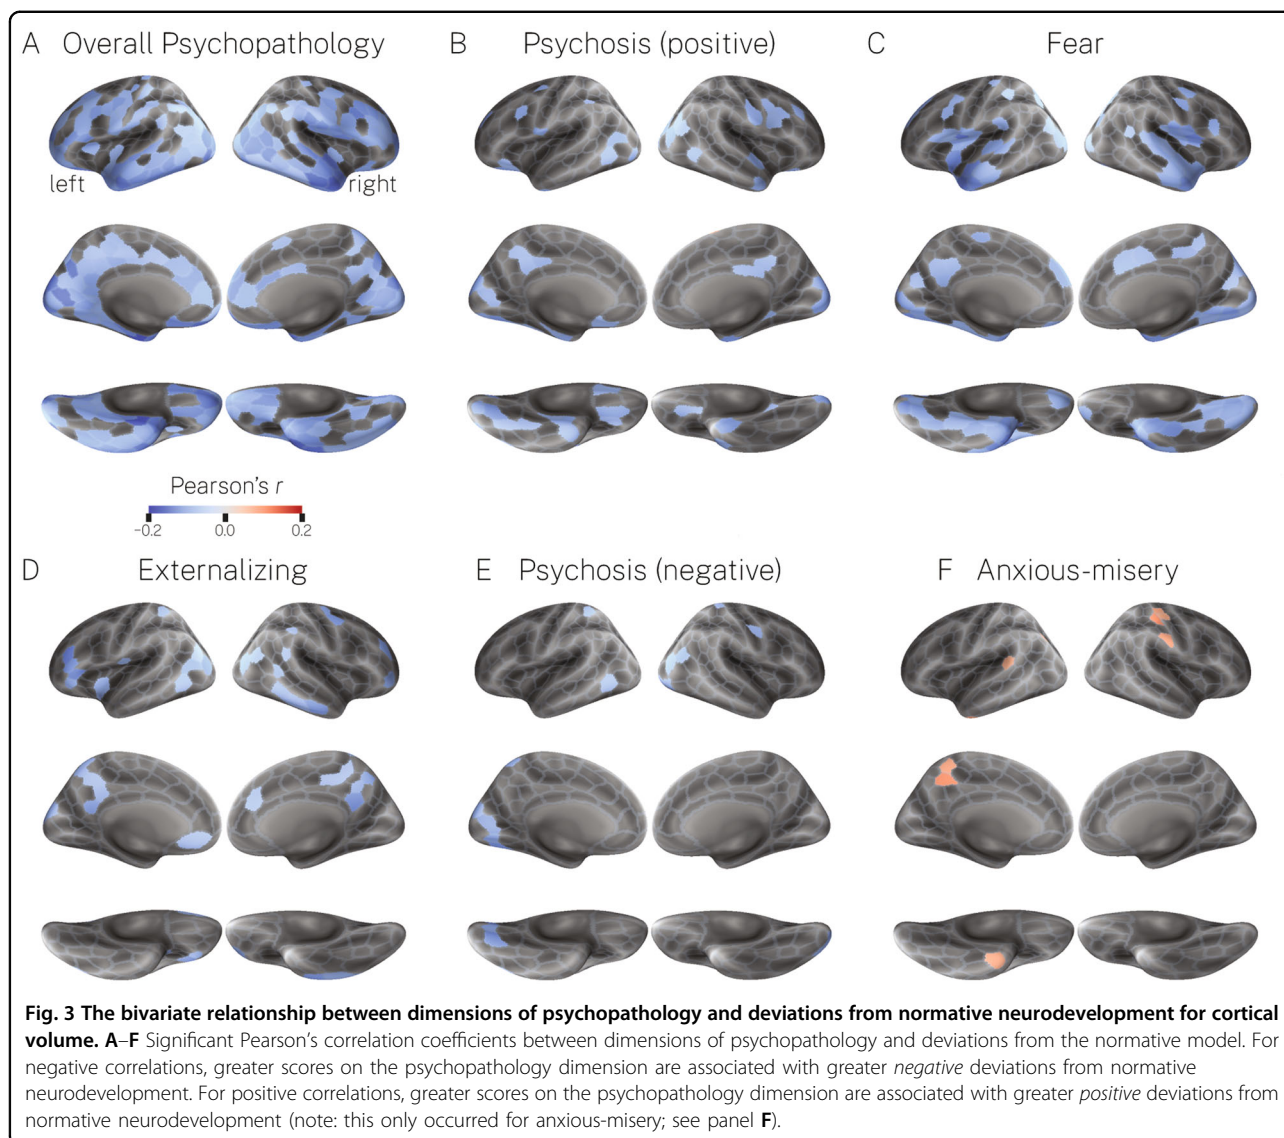 A Overall Psychopathology
B Psychosis (positive)
C Fear
left
right
Pearson's r
-0.2 0.0 0.2
D Externalizing
E Psychosis (negative)
F Anxious-misery
Fig. 3 The bivariate relationship between dimensions of psychopathology and deviations from normative neurodevelopment for cortical
volume. A–F Significant Pearson's correlation coefficients between dimensions of psychopathology and deviations from the normative model. For
negative correlations, greater scores on the psychopathology dimension are associated with greater negative deviations from normative
neurodevelopment. For positive correlations, greater scores on the psychopathology dimension are associated with greater positive deviations from
normative neurodevelopment (note: this only occurred for anxious-misery; see panel F).